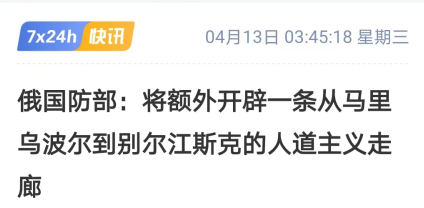 7x24h 快讯 04月13日 03:45:18 星期三
俄国防部：将额外开辟一条从马里
乌波尔到别尔江斯克的人道主义走
廊